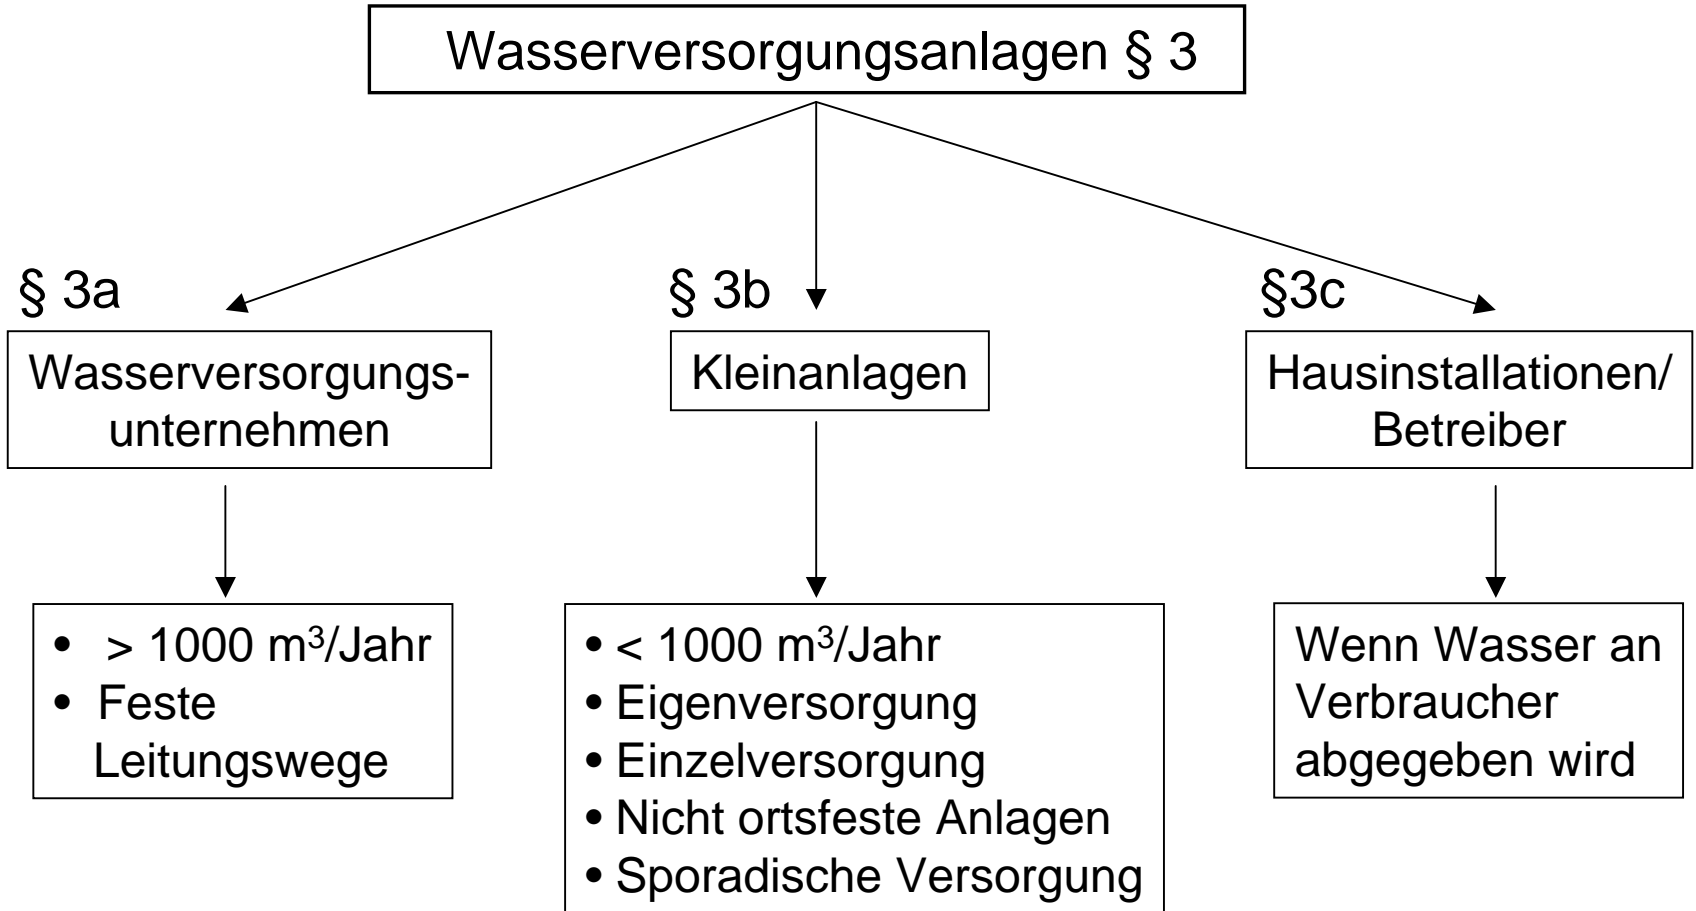 Wasserversorgungsanlagen § 3
§ 3a
Wasserversorgungs-
unternehmen
• > 1000 m³/Jahr
• Feste
Leitungswege
§ 3b
Kleinanlagen
• < 1000 m³/Jahr
• Eigenversorgung
• Einzelversorgung
• Nicht ortsfeste Anlagen
• Sporadische Versorgung
§3c
Hausinstallationen/
Betreiber
Wenn Wasser an
Verbraucher
abgegeben wird